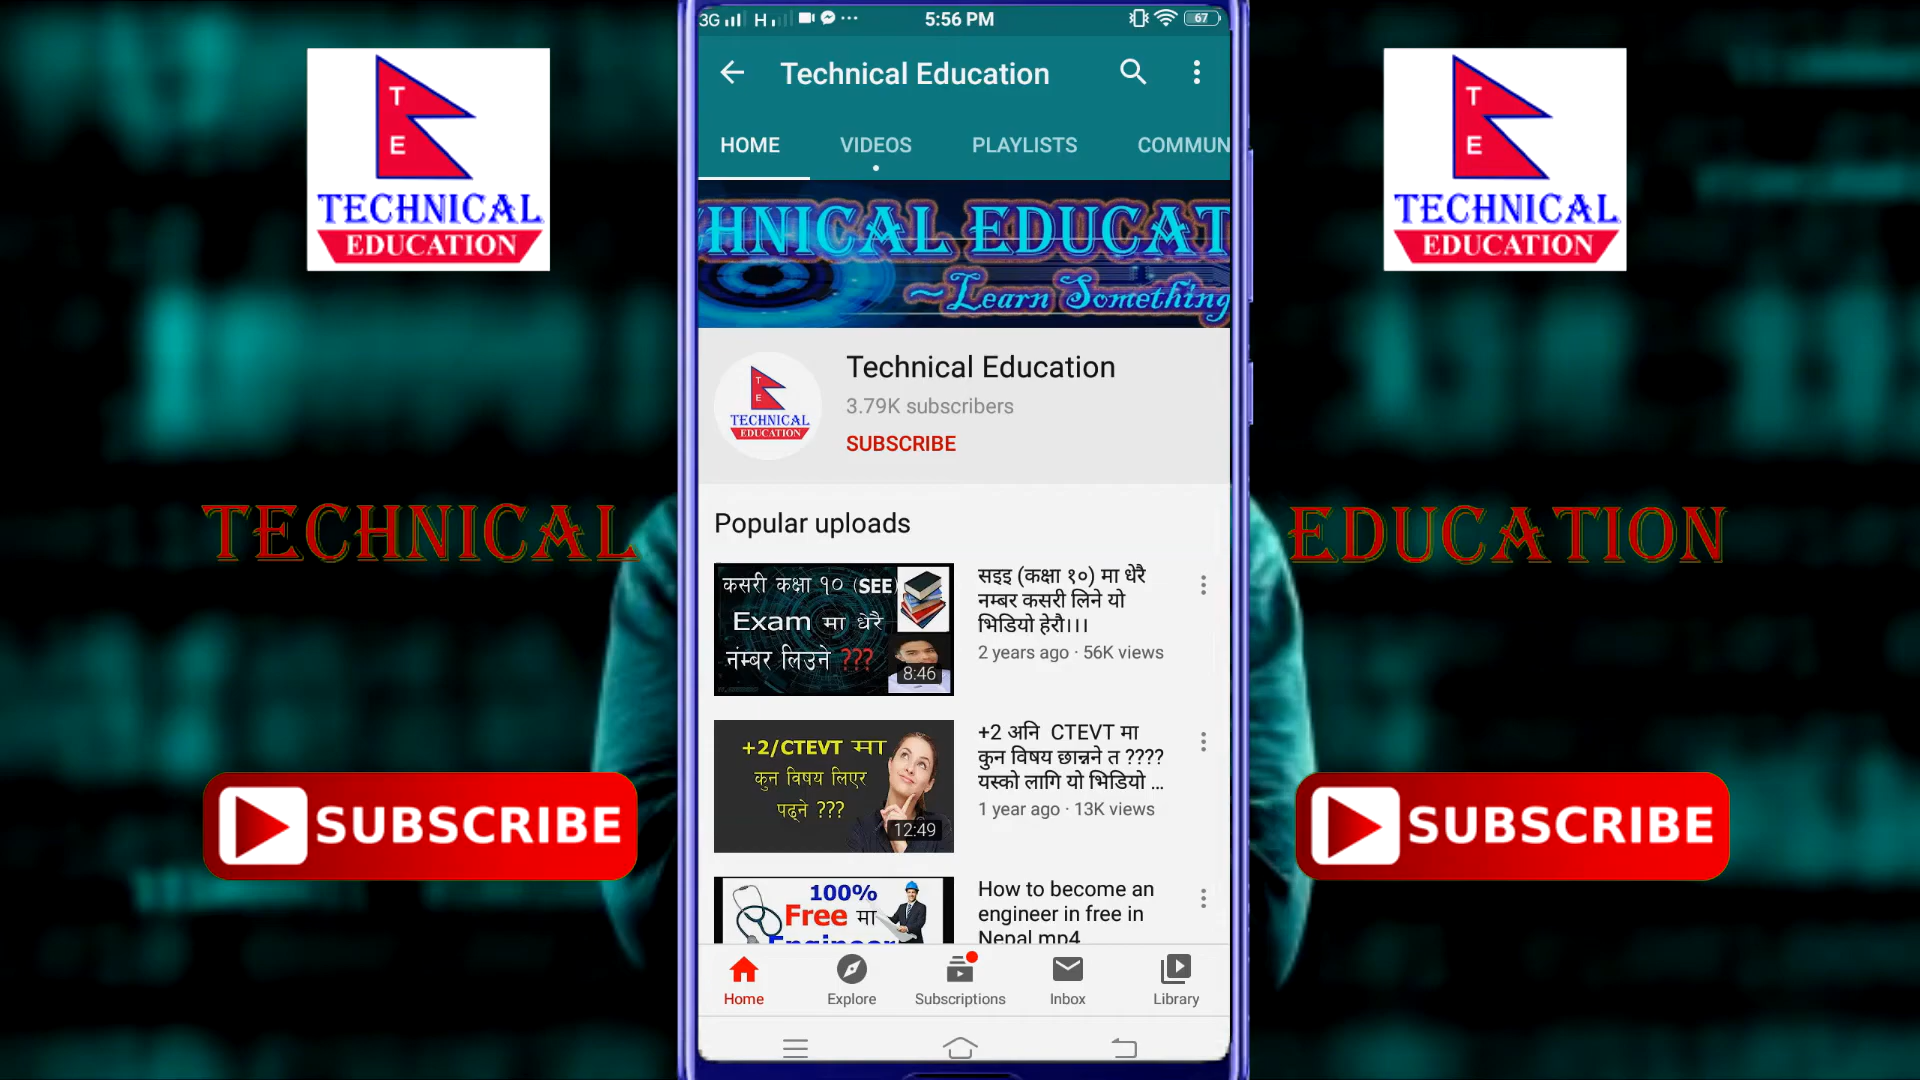 3G H 5:56 PM 67
Technical Education
HOME VIDEOS PLAYLISTS COMMUN
HNICAL EDUCAT
~Learn Something
Technical Education
3.79K subscribers
SUBSCRIBE
T
E
TECHNICAL
EDUCATION
Popular uploads
कसरी कक्षा १० (SEE)
Exam मा धेरै
नंम्बर लिउने ???
8:46
सइइ (कक्षा १०) मा धेरै
नम्बर कसरी लिने यो
भिडियो हेरौ।।।
2 years ago · 56K views
+2/CTEVT मा
कुन विषय लिएर
पढ्ने ???
12:49
+2 अनि CTEVT मा
कुन विषय छान्नने त ????
यस्को लागि यो भिडियो ...
1 year ago · 13K views
100%
Free मा
Engineer
How to become an
engineer in free in
Nepal mp4
Home Explore Subscriptions Inbox Library
T
E
TECHNICAL
EDUCATION
T
E
TECHNICAL
EDUCATION
TECHNICAL EDUCATION
SUBSCRIBE
SUBSCRIBE